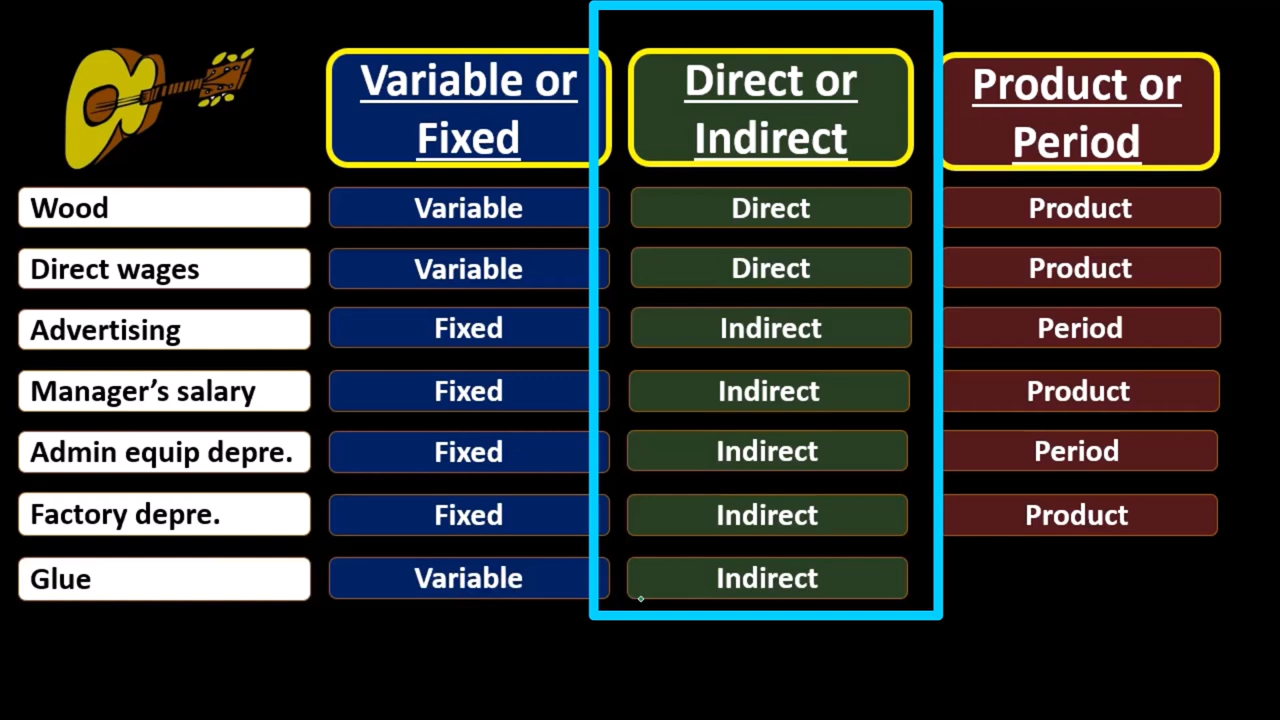 Variable or
Fixed
Direct or
Indirect
Product or
Period
Wood Variable Direct Product
Direct wages Variable Direct Product
Advertising Fixed Indirect Period
Manager’s salary Fixed Indirect Product
Admin equip depre. Fixed Indirect Period
Factory depre. Fixed Indirect Product
Glue Variable Indirect